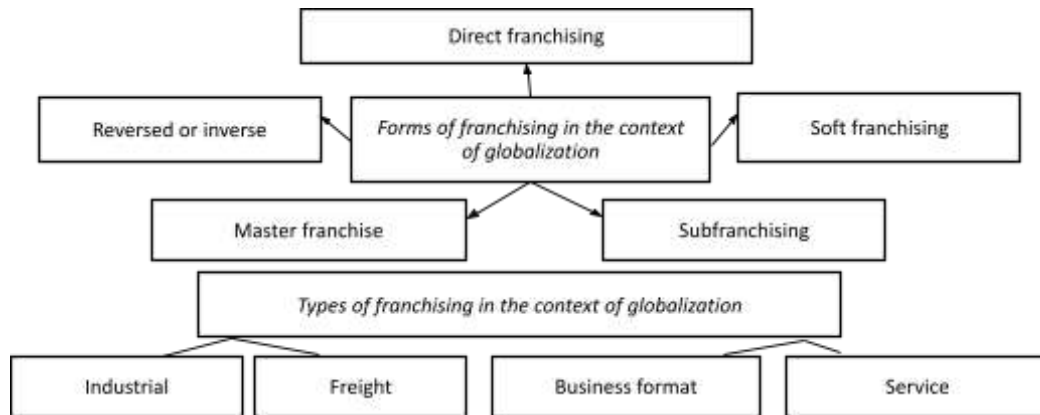 Direct franchising
Reversed or inverse
Forms of franchising in the context
of globalization
Soft franchising
Master franchise
Subfranchising
Types of franchising in the context of globalization
Industrial
Freight
Business format
Service